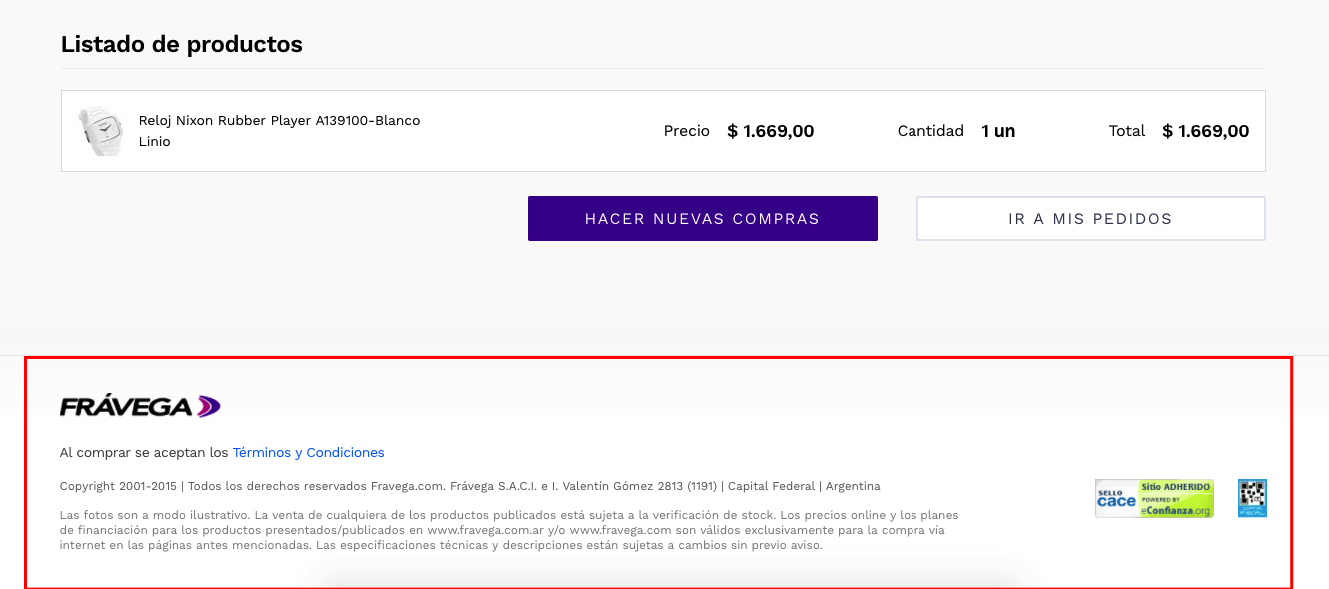 Listado de productos
Reloj Nixon Rubber Player A139100-Blanco
Linio
Precio $ 1.669,00 Cantidad 1 un Total $ 1.669,00
HACER NUEVAS COMPRAS IR A MIS PEDIDOS
FRÁVEGA
Al comprar se aceptan los Términos y Condiciones
Copyright 2001-2015 | Todos los derechos reservados Fravega.com. Frávega S.A.C.I. e I. Valentín Gómez 2813 (1191) | Capital Federal | Argentina
SELLO cace Sitio ADHERIDO
POWERED BY
eConfianza.org
DATA FISCAL
Las fotos son a modo ilustrativo. La venta de cualquiera de los productos publicados está sujeta a la verificación de stock. Los precios online y los planes
de financiación para los productos presentados/publicados en www.fravega.com.ar y/o www.fravega.com son válidos exclusivamente para la compra vía
internet en las páginas antes mencionadas. Las especificaciones técnicas y descripciones están sujetas a cambios sin previo aviso.